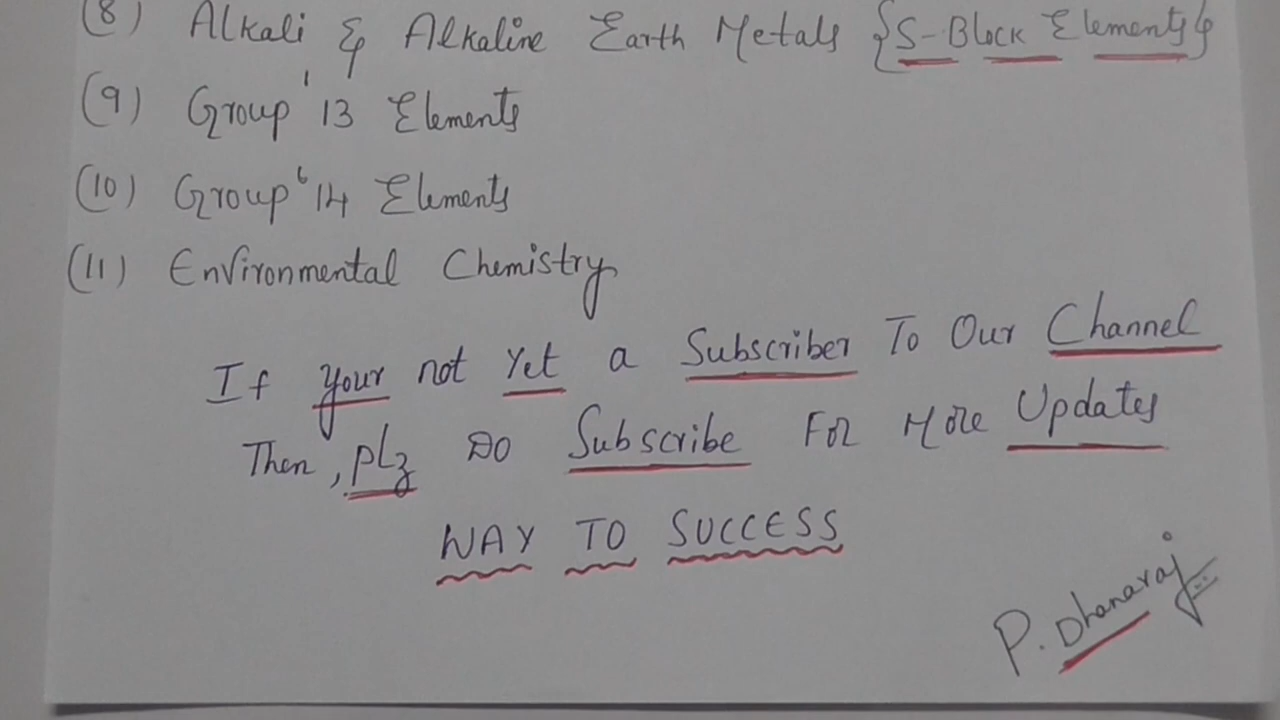 (8) Alkali & Alkaline Earth Metals {S-Block Elements}
(9) Group '13 Elements
(10) Group '14 Elements
(11) Environmental Chemistry
If your not Yet a Subscriber To Our Channel
Then, plz Do Subscribe For More Updates
WAY TO SUCCESS
P. Dhanaraj